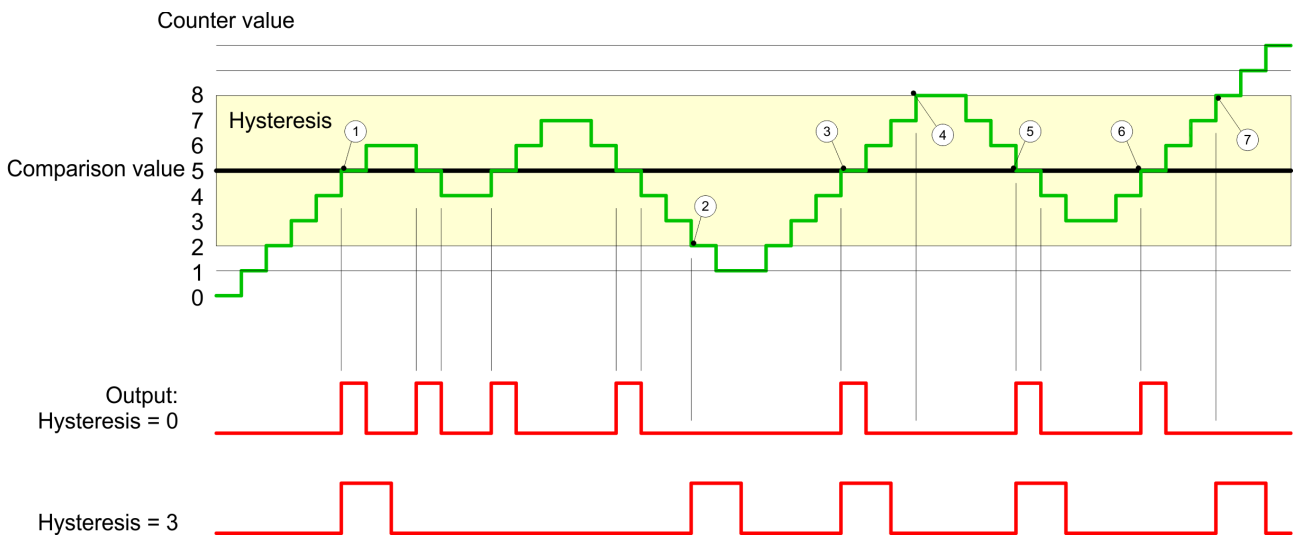 Counter value
8
7
Hysteresis
1
3
4
5
6
7
6
Comparison value 5
4
3
2
2
1
0
Output:
Hysteresis = 0
Hysteresis = 3